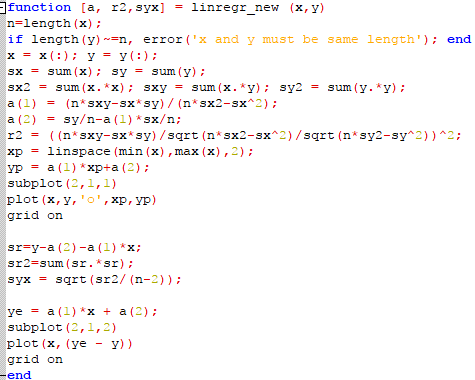 function [a, r2,syx] = linregr_new (x,y)
n=length(x);
if length(y)~=n, error('x and y must be same length'); end
x = x(:); y = y(:);
sx = sum(x); sy = sum(y);
sx2 = sum(x.*x); sxy = sum(x.*y); sy2 = sum(y.*y);
a(1) = (n*sxy-sx*sy)/(n*sx2-sx^2);
a(2) = sy/n-a(1)*sx/n;
r2 = ((n*sxy-sx*sy)/sqrt(n*sx2-sx^2)/sqrt(n*sy2-sy^2))^2;
xp = linspace(min(x),max(x),2);
yp = a(1)*xp+a(2);
subplot(2,1,1)
plot(x,y,'o',xp,yp)
grid on
sr=y-a(2)-a(1)*x;
sr2=sum(sr.*sr);
syx = sqrt(sr2/(n-2));
ye = a(1)*x + a(2);
subplot(2,1,2)
plot(x,(ye - y))
grid on
end